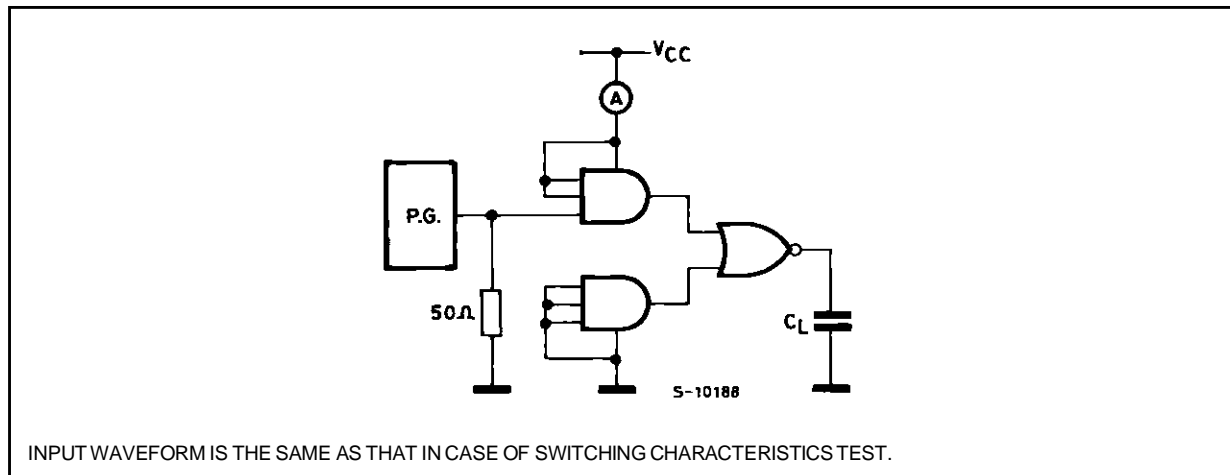 VCC
A
P.G.
50Ω
CL
S-10188
INPUT WAVEFORM IS THE SAME AS THAT IN CASE OF SWITCHING CHARACTERISTICS TEST.